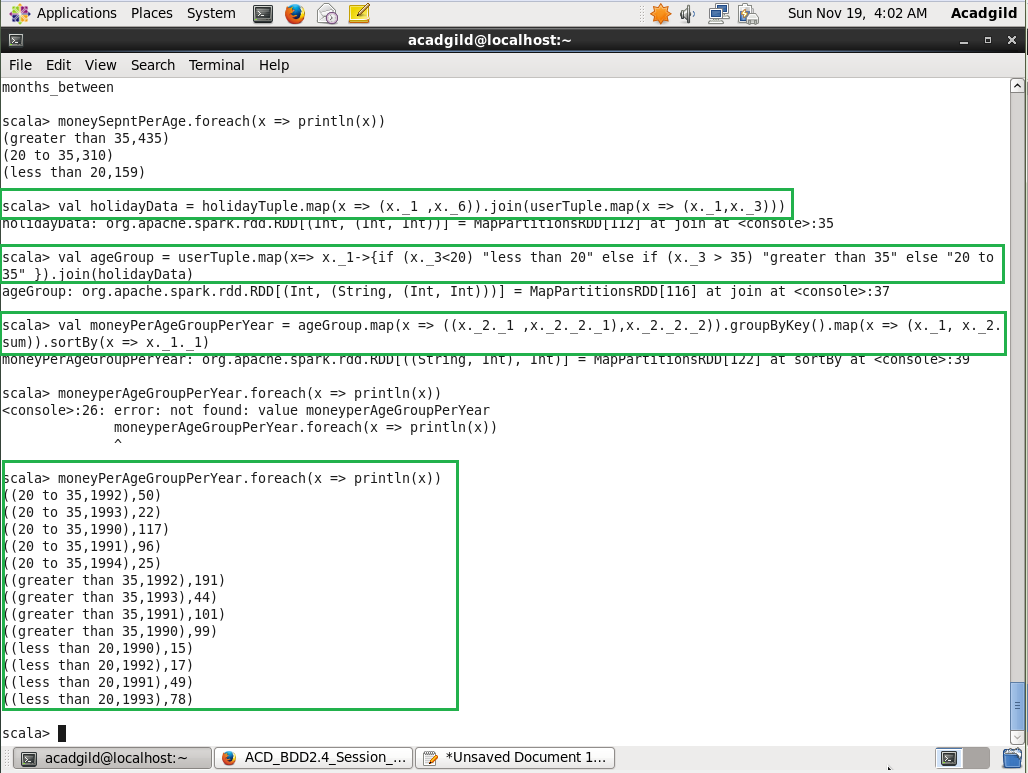 Applications Places System Sun Nov 19, 4:02 AM Acadgild
acadgild@localhost:~
File Edit View Search Terminal Help
months_between
scala> moneySepntPerAge.foreach(x => println(x))
(greater than 35,435)
(20 to 35,310)
(less than 20,159)
scala> val holidayData = holidayTuple.map(x => (x._1 ,x._6)).join(userTuple.map(x => (x._1,x._3)))
holidayData: org.apache.spark.rdd.RDD[(Int, (Int, Int))] = MapPartitionsRDD[112] at join at <console>:35
scala> val ageGroup = userTuple.map(x=> x._1->{if (x._3<20) "less than 20" else if (x._3 > 35) "greater than 35" else "20 to
35" }).join(holidayData)
ageGroup: org.apache.spark.rdd.RDD[(Int, (String, (Int, Int)))] = MapPartitionsRDD[116] at join at <console>:37
scala> val moneyPerAgeGroupPerYear = ageGroup.map(x => ((x._2._1 ,x._2._2._1),x._2._2._2)).groupByKey().map(x => (x._1, x._2.
sum)).sortBy(x => x._1._1)
moneyPerAgeGroupPerYear: org.apache.spark.rdd.RDD[((String, Int), Int)] = MapPartitionsRDD[122] at sortBy at <console>:39
scala> moneyperAgeGroupPerYear.foreach(x => println(x))
<console>:26: error: not found: value moneyperAgeGroupPerYear
moneyperAgeGroupPerYear.foreach(x => println(x))
^
scala> moneyPerAgeGroupPerYear.foreach(x => println(x))
((20 to 35,1992),50)
((20 to 35,1993),22)
((20 to 35,1990),117)
((20 to 35,1991),96)
((20 to 35,1994),25)
((greater than 35,1992),191)
((greater than 35,1993),44)
((greater than 35,1991),101)
((greater than 35,1990),99)
((less than 20,1990),15)
((less than 20,1992),17)
((less than 20,1991),49)
((less than 20,1993),78)
scala>
acadgild@localhost:~ ACD_BDD2.4_Session_... *Unsaved Document 1...